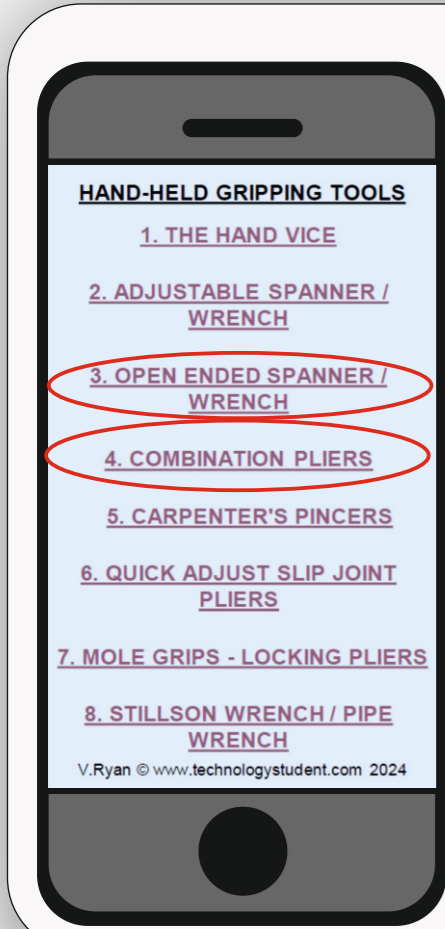 HAND-HELD GRIPPING TOOLS
1. THE HAND VICE
2. ADJUSTABLE SPANNER /
WRENCH
3. OPEN ENDED SPANNER /
WRENCH
4. COMBINATION PLIERS
5. CARPENTER'S PINCERS
6. QUICK ADJUST SLIP JOINT
PLIERS
7. MOLE GRIPS - LOCKING PLIERS
8. STILLSON WRENCH / PIPE
WRENCH
V.Ryan © www.technologystudent.com 2024